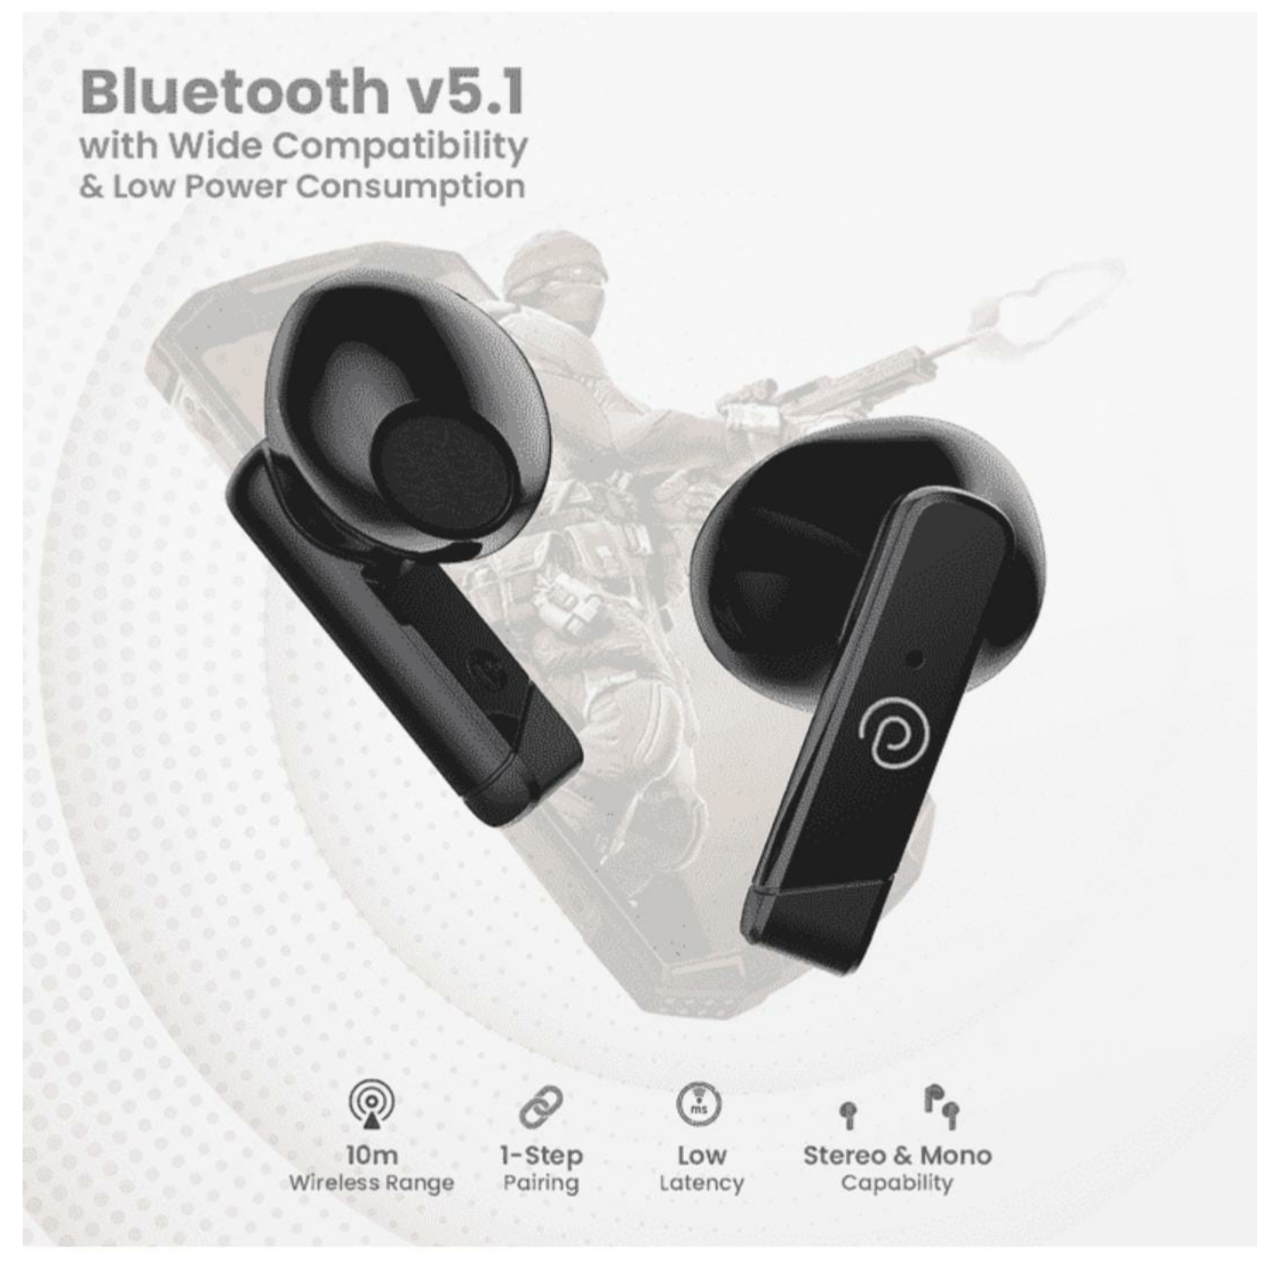 Bluetooth v5.1
with Wide Compatibility
& Low Power Consumption
ms
10m
Wireless Range
1-Step
Pairing
Low
Latency
Stereo & Mono
Capability